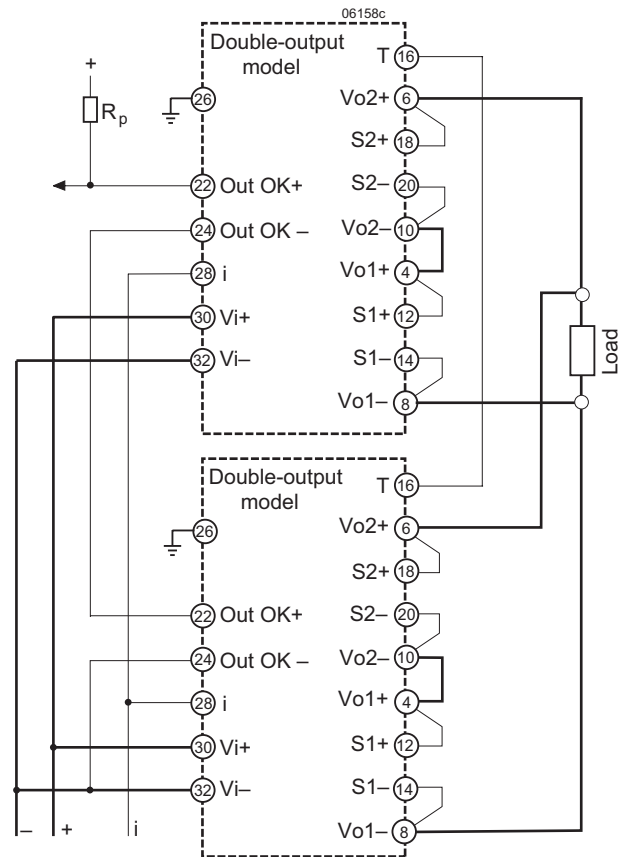 06158c
Double-output
model
T 16
+
Rp
26
Vo2+ 6
S2+ 18
22 Out OK+
S2– 20
24 Out OK –
Vo2– 10
28 i
Vo1+ 4
30 Vi+
S1+ 12
32 Vi–
S1– 14
Vo1– 8
Load
Double-output
model
T 16
26
Vo2+ 6
S2+ 18
22 Out OK+
S2– 20
24 Out OK –
Vo2– 10
28 i
Vo1+ 4
30 Vi+
S1+ 12
32 Vi–
S1– 14
– + i
Vo1– 8